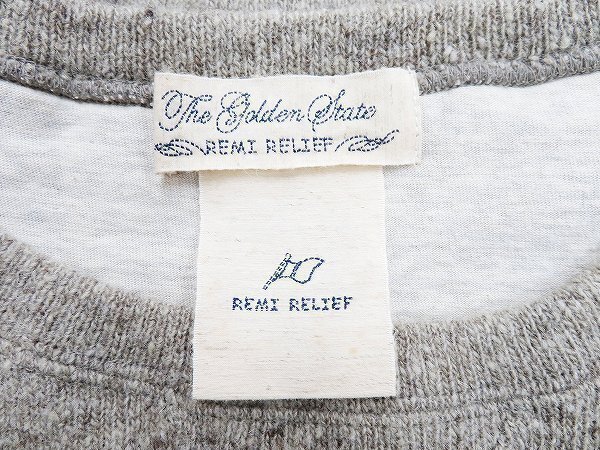 The Golden State
REMI RELIEF
REMI RELIEF